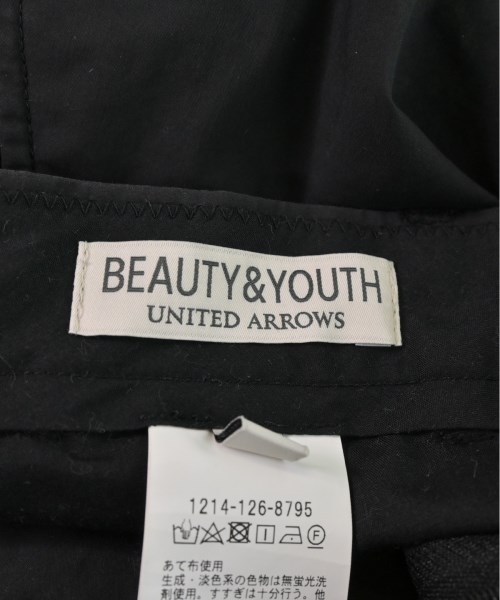 BEAUTY&YOUTH
UNITED ARROWS
1214-126-8795
あて布使用
生成・淡色系の色物は無蛍光洗
剤使用。すすぎは十分行う。他